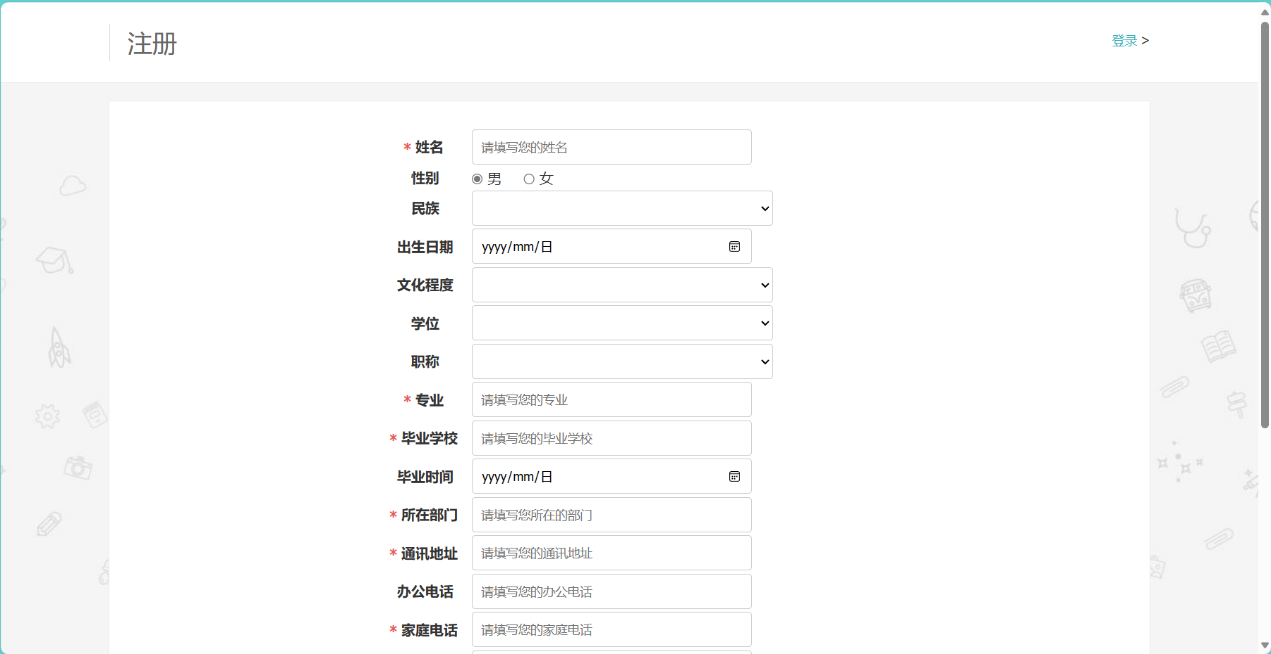 注册
登录 >
* 姓名 请填写您的姓名
性别 男 女
民族
出生日期 yyyy/mm/日
文化程度
学位
职称
* 专业 请填写您的专业
* 毕业学校 请填写您的毕业学校
毕业时间 yyyy/mm/日
* 所在部门 请填写您所在的部门
* 通讯地址 请填写您的通讯地址
办公电话 请填写您的办公电话
* 家庭电话 请填写您的家庭电话